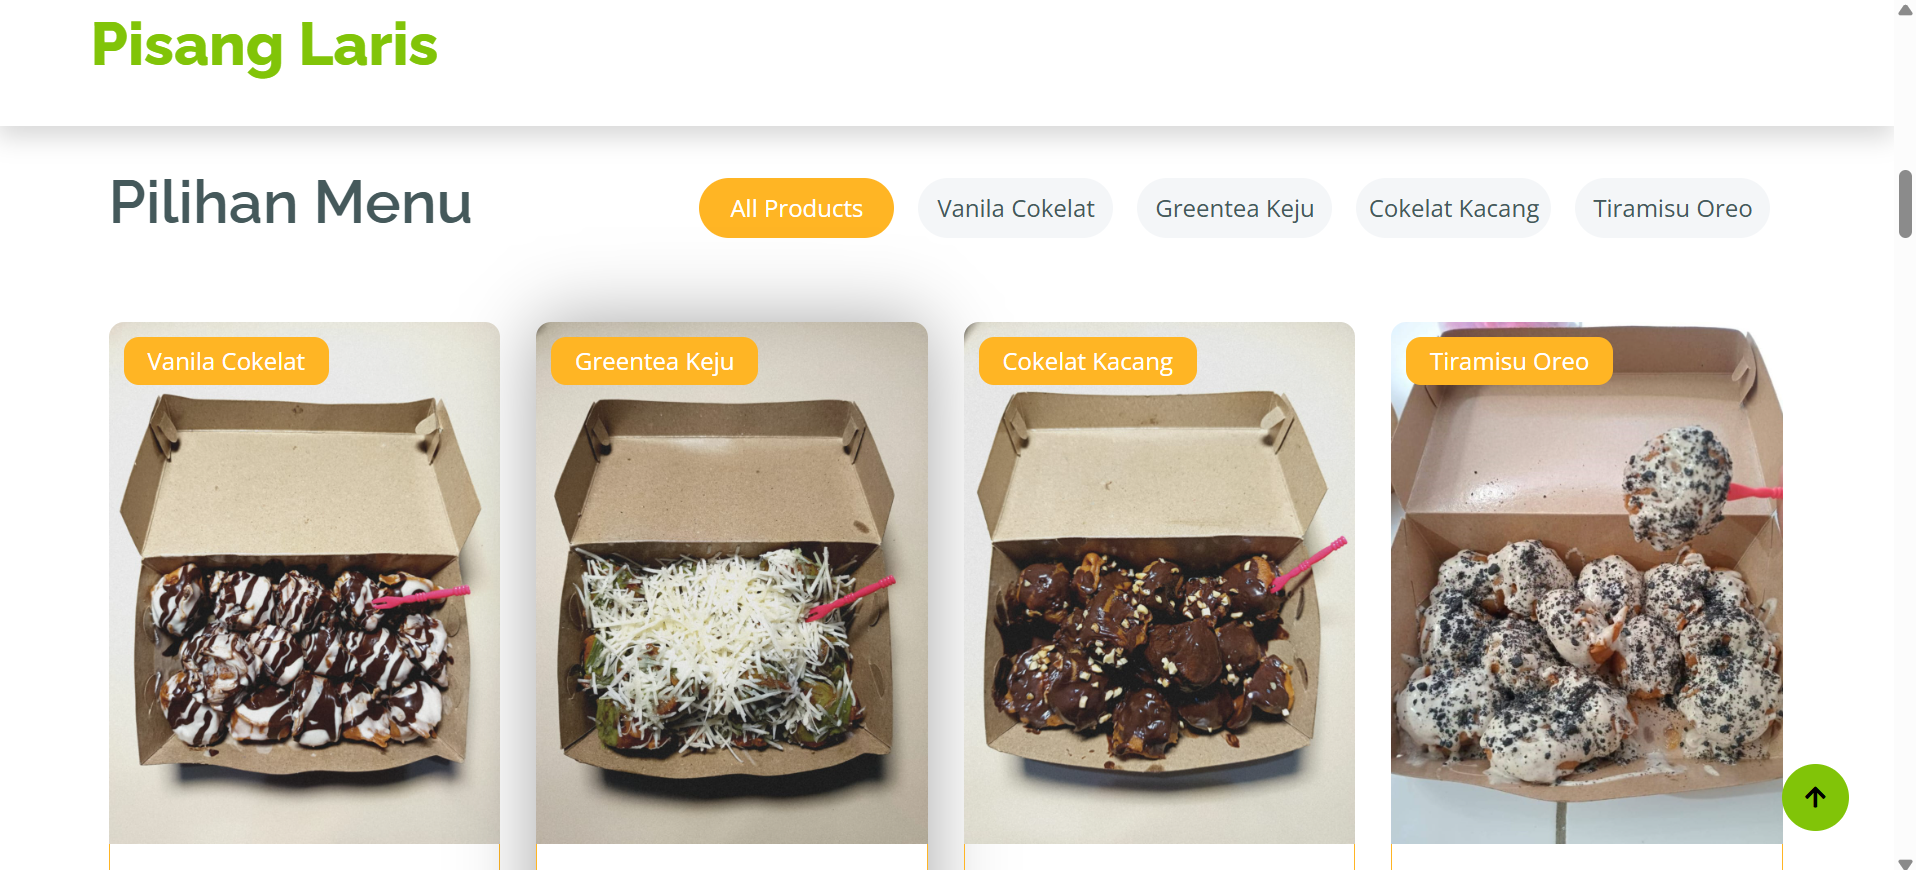 Pisang Laris
Pilihan Menu
All Products
Vanila Cokelat
Greentea Keju
Cokelat Kacang
Tiramisu Oreo
Vanila Cokelat
Greentea Keju
Cokelat Kacang
Tiramisu Oreo